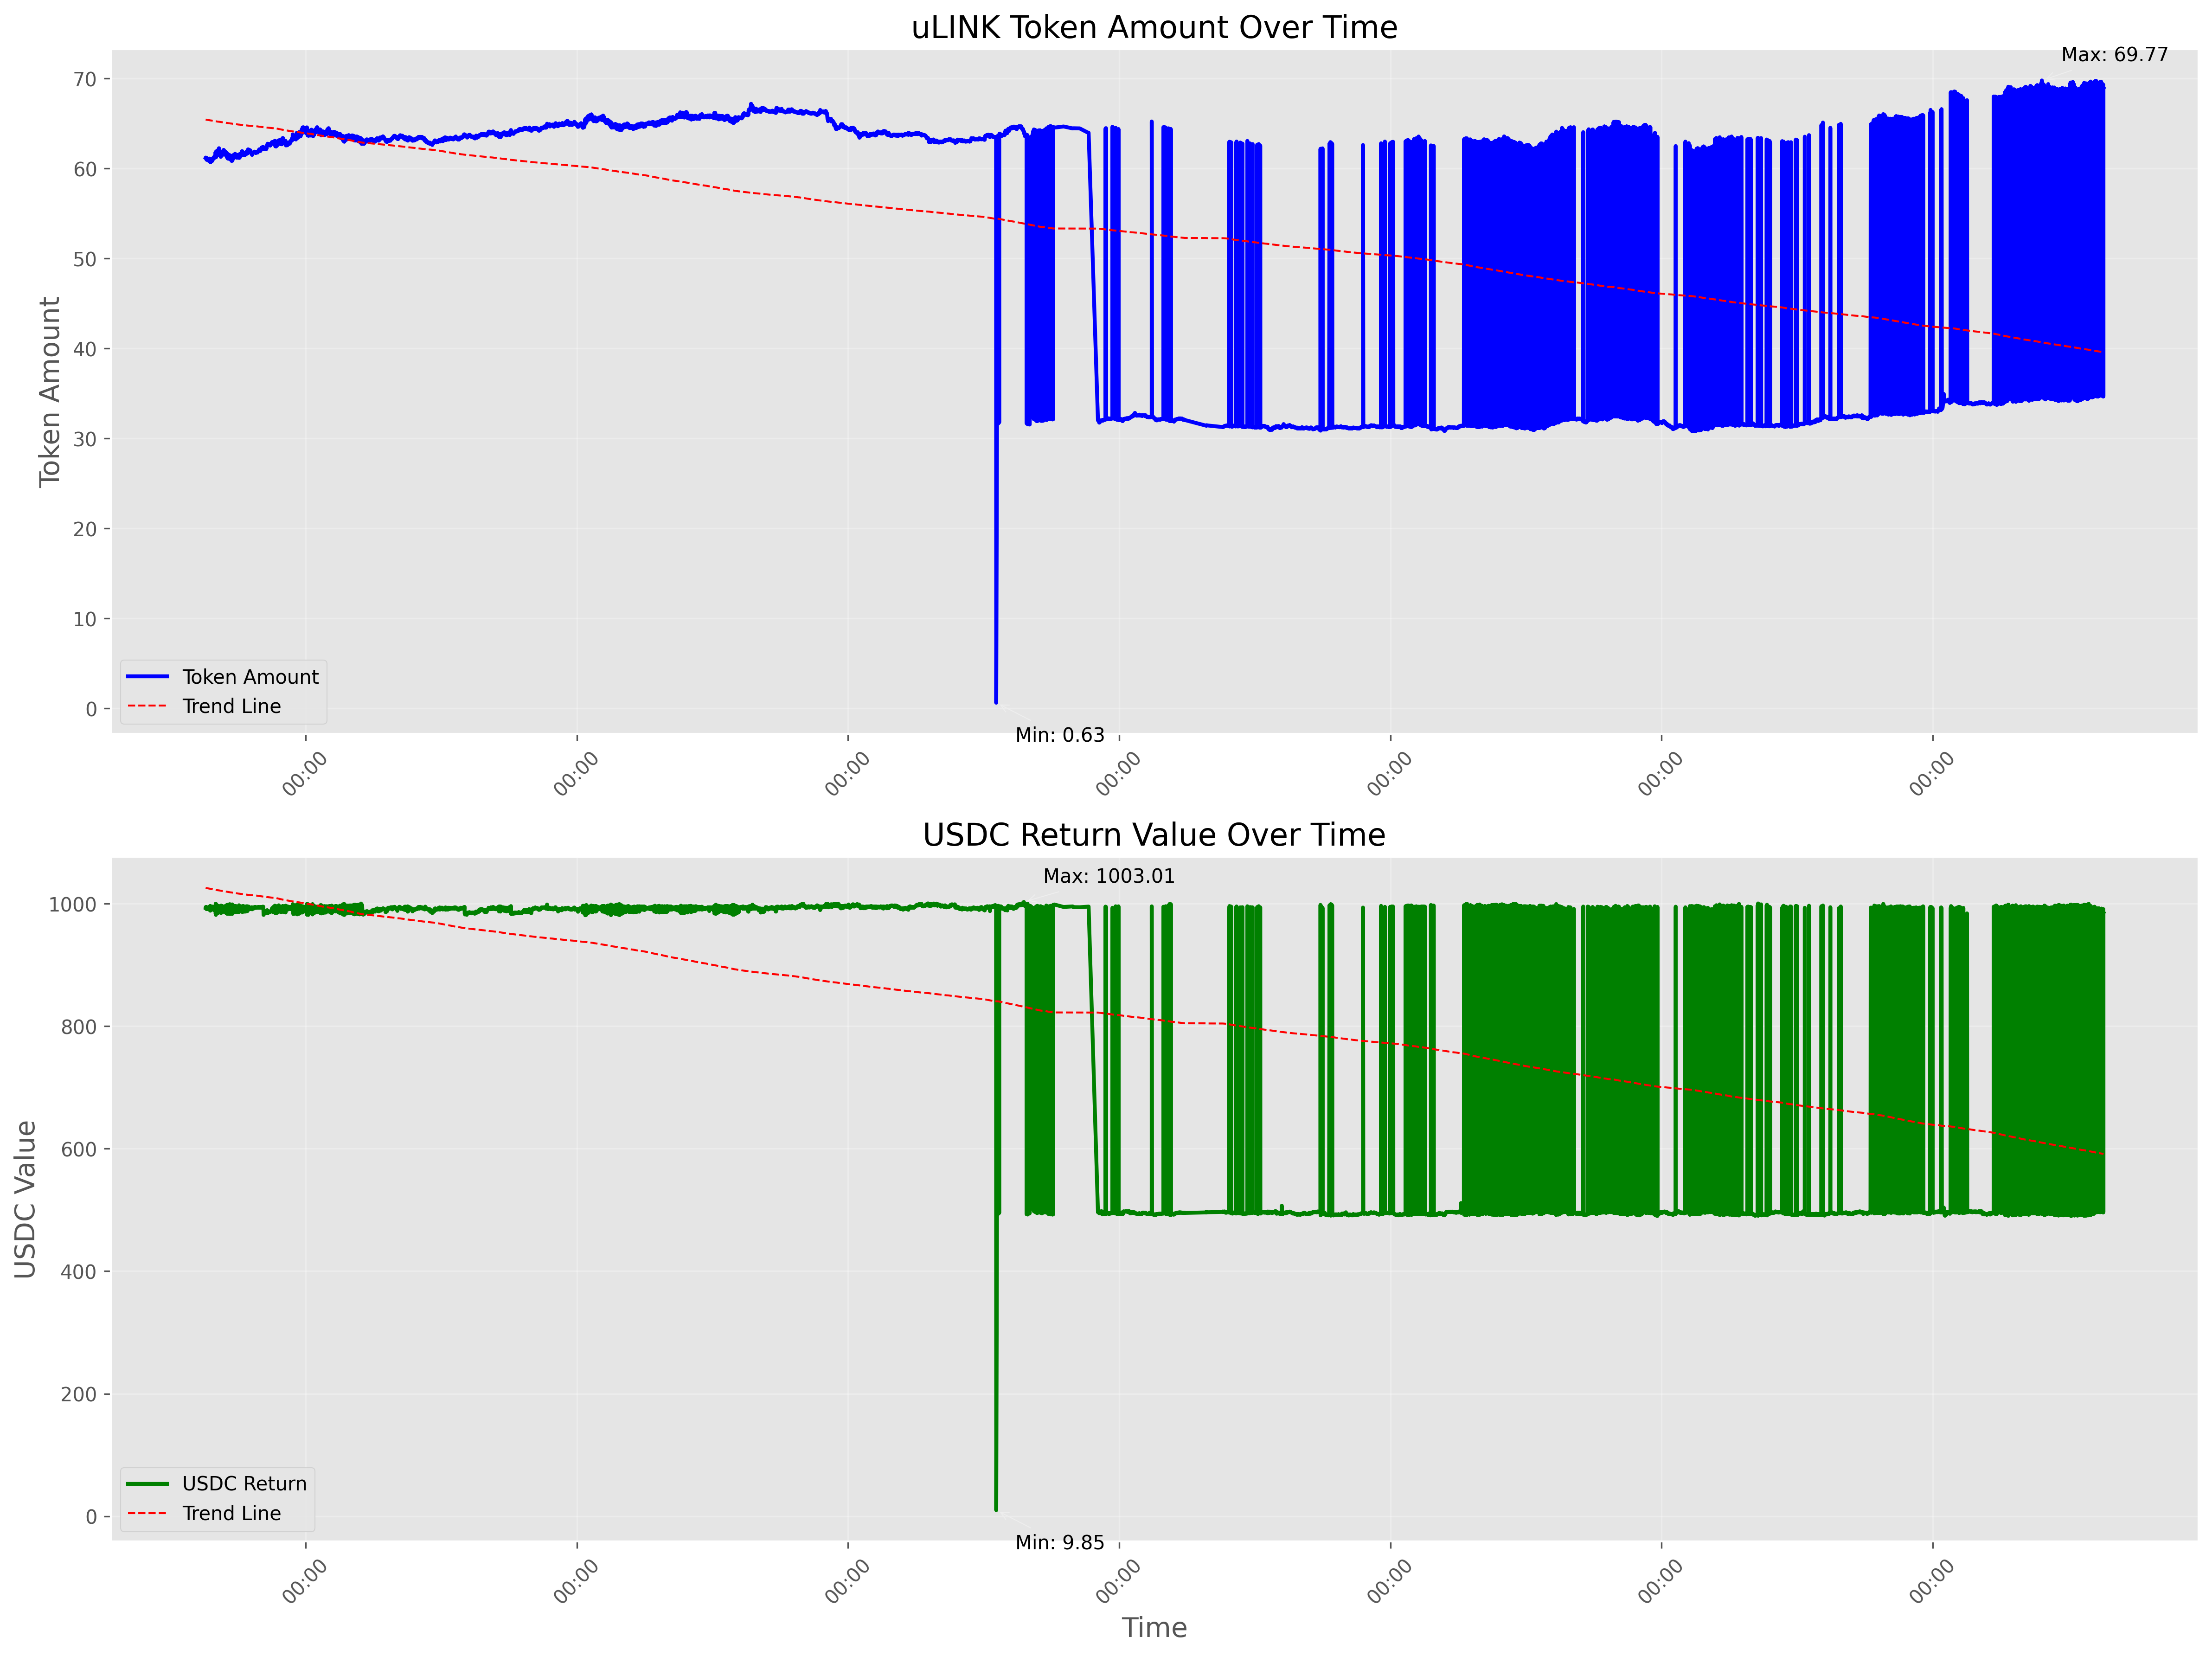 uLINK Token Amount Over Time
Max: 69.77
70
60
50
40
30
20
10
0
Token Amount
Token Amount
Trend Line
Min: 0.63
00:00
00:00
00:00
00:00
00:00
00:00
00:00
USDC Return Value Over Time
Max: 1003.01
1000
800
600
400
200
0
USDC Value
USDC Return
Trend Line
Min: 9.85
00:00
00:00
00:00
00:00
00:00
00:00
00:00
Time